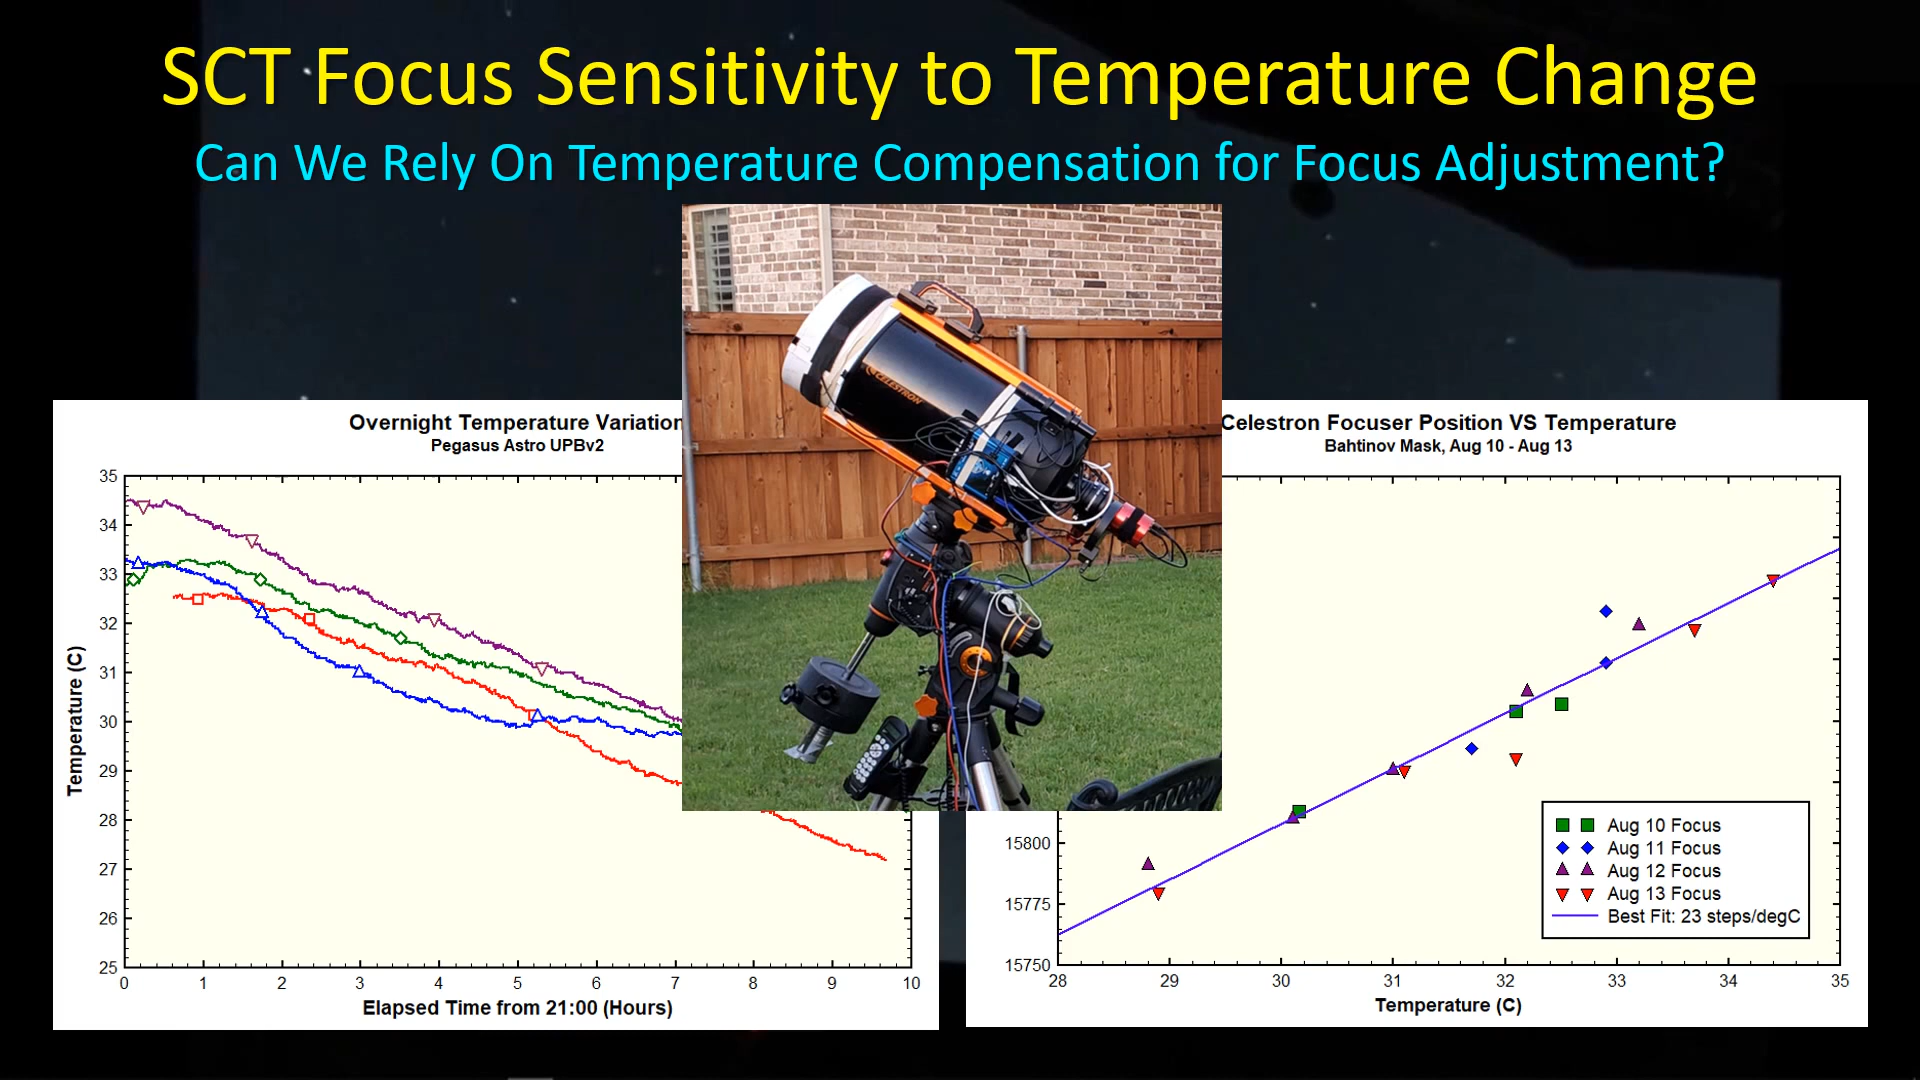 SCT Focus Sensitivity to Temperature Change
Can We Rely On Temperature Compensation for Focus Adjustment?
Overnight Temperature Variation
Pegasus Astro UPBv2
35
34
33
32
31
30
29
28
27
26
25
Temperature (C)
0 1 2 3 4 5 6 7 8 9 10
Elapsed Time from 21:00 (Hours)
CELESTRON
Celestron Focuser Position VS Temperature
Bahtinov Mask, Aug 10 - Aug 13
15800
15775
15750
Aug 10 Focus
Aug 11 Focus
Aug 12 Focus
Aug 13 Focus
Best Fit: 23 steps/degC
28 29 30 31 32 33 34 35
Temperature (C)